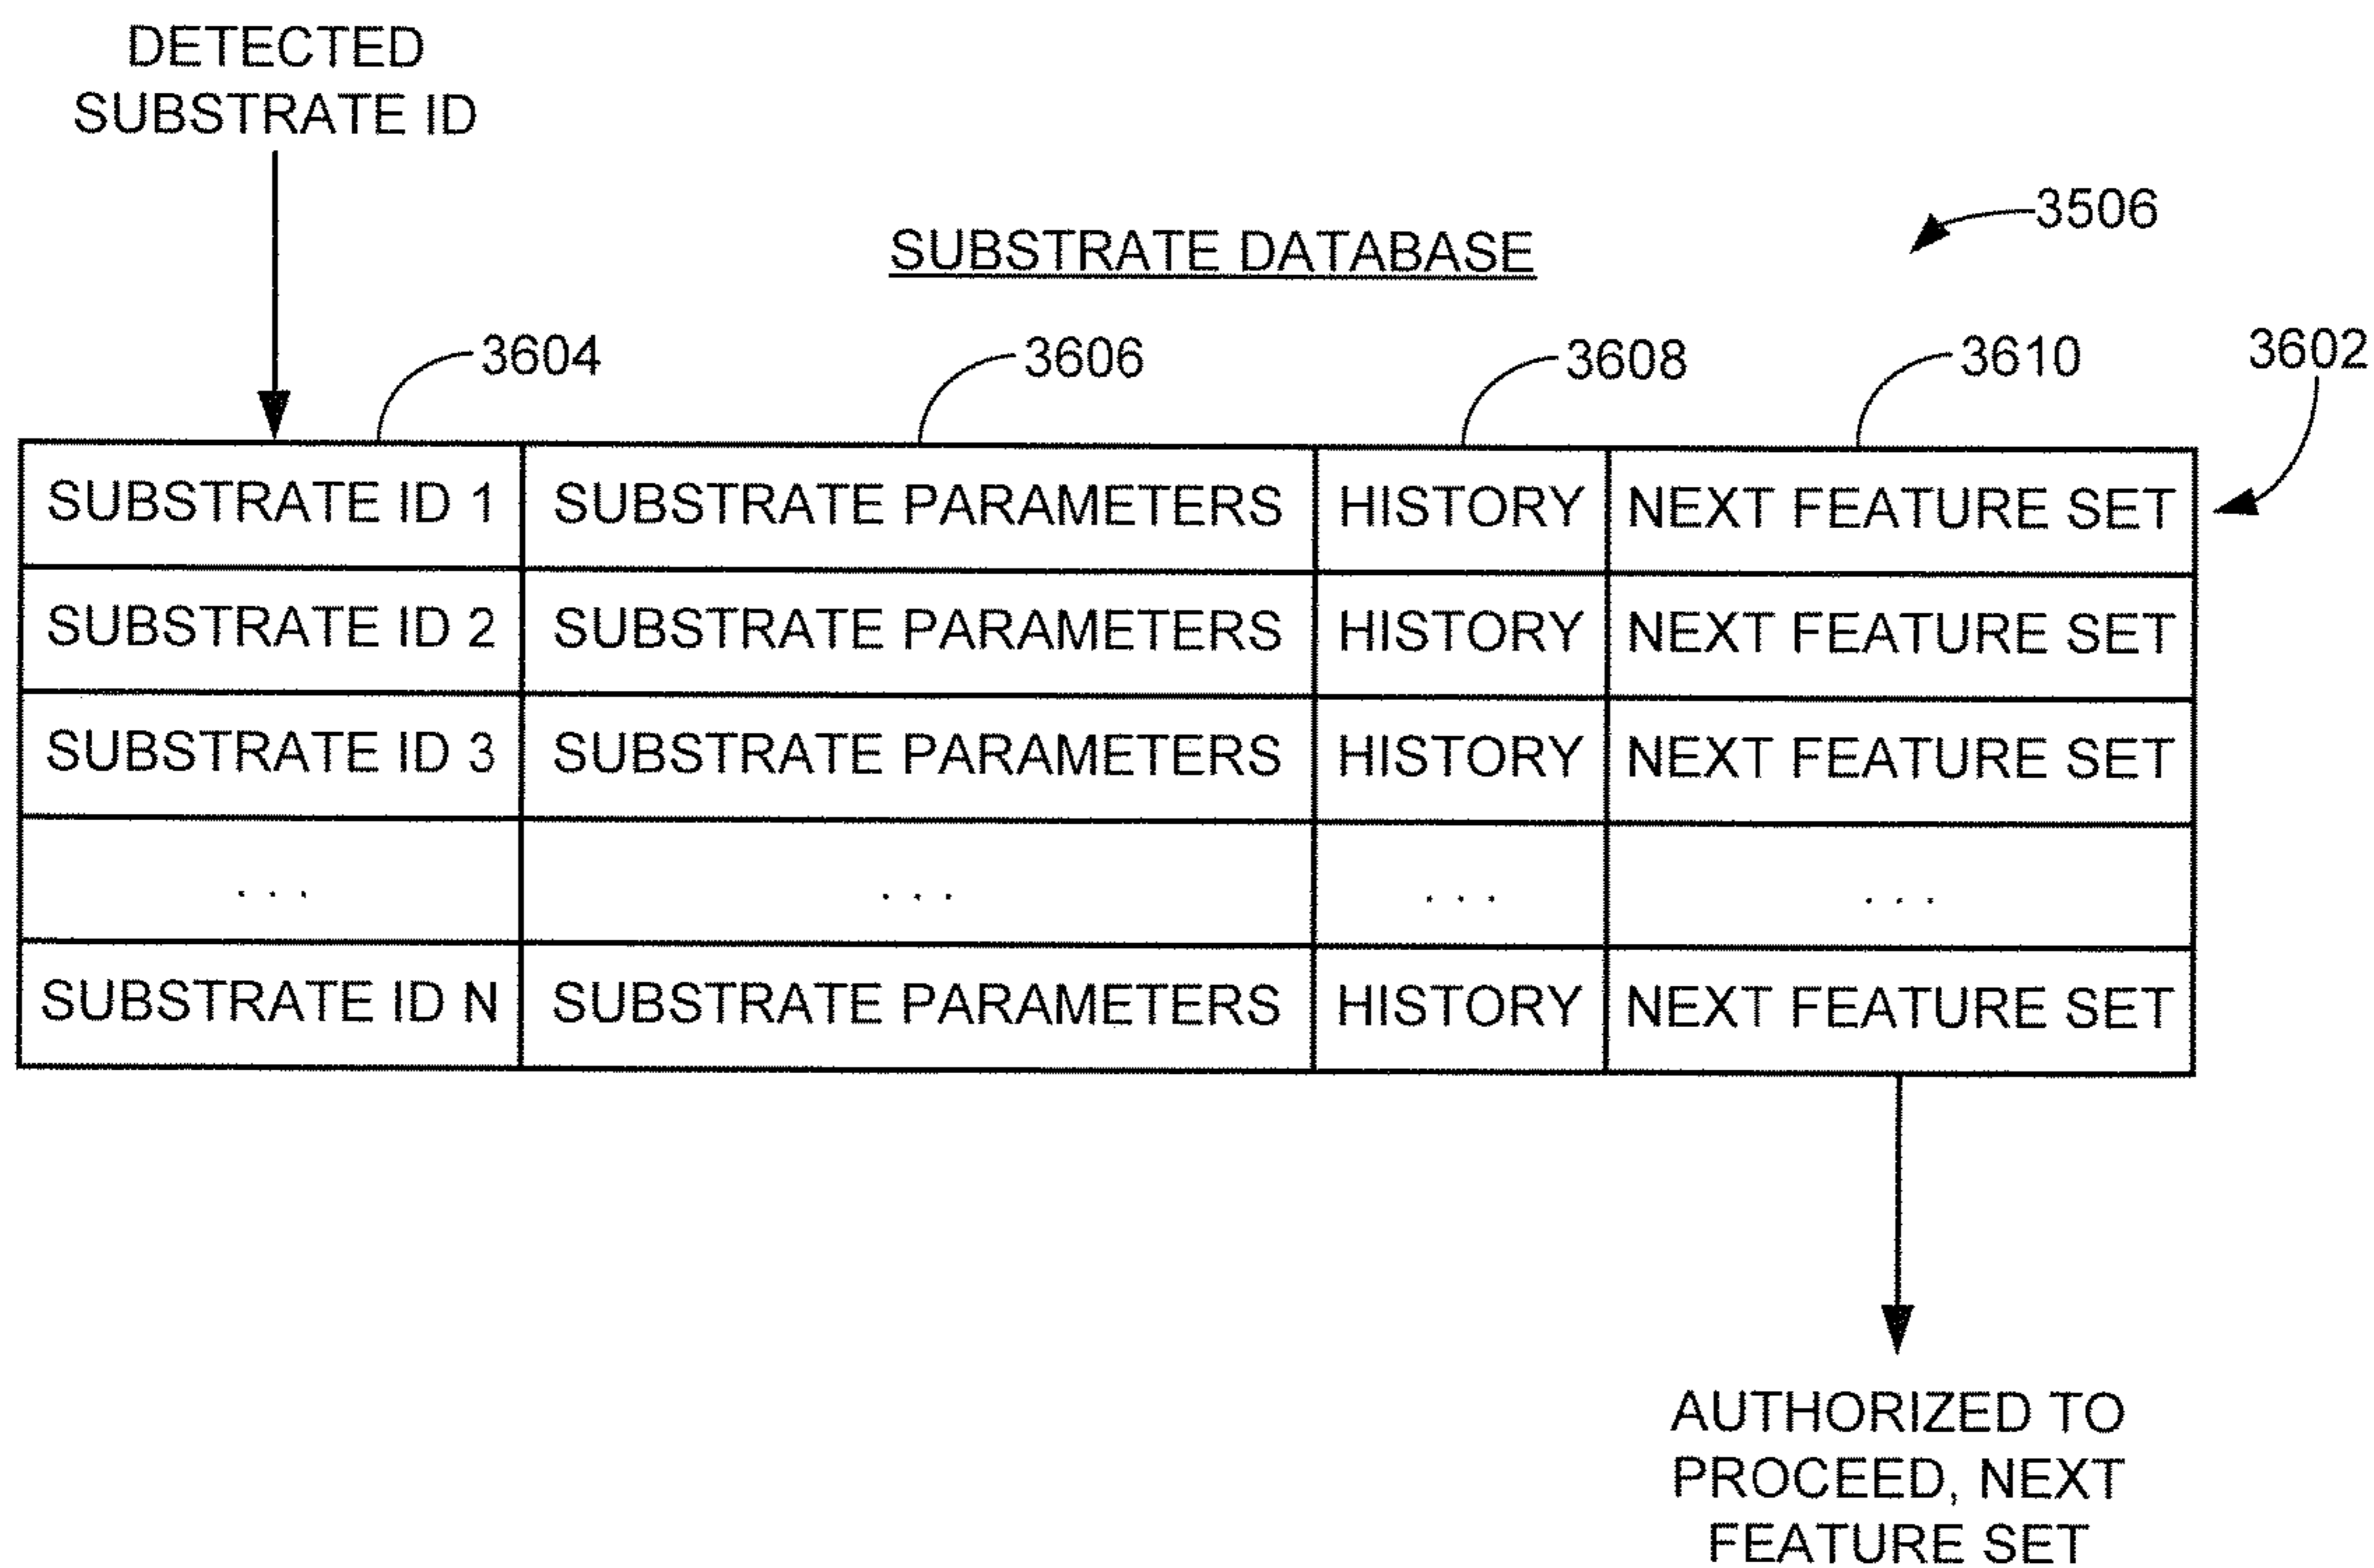 DETECTED
SUBSTRATE ID
3506
SUBSTRATE DATABASE
3604 3606 3608 3610 3602
SUBSTRATE ID 1 SUBSTRATE PARAMETERS HISTORY NEXT FEATURE SET
SUBSTRATE ID 2 SUBSTRATE PARAMETERS HISTORY NEXT FEATURE SET
SUBSTRATE ID 3 SUBSTRATE PARAMETERS HISTORY NEXT FEATURE SET
. . . . . . . . . . . .
SUBSTRATE ID N SUBSTRATE PARAMETERS HISTORY NEXT FEATURE SET
AUTHORIZED TO
PROCEED, NEXT
FEATURE SET